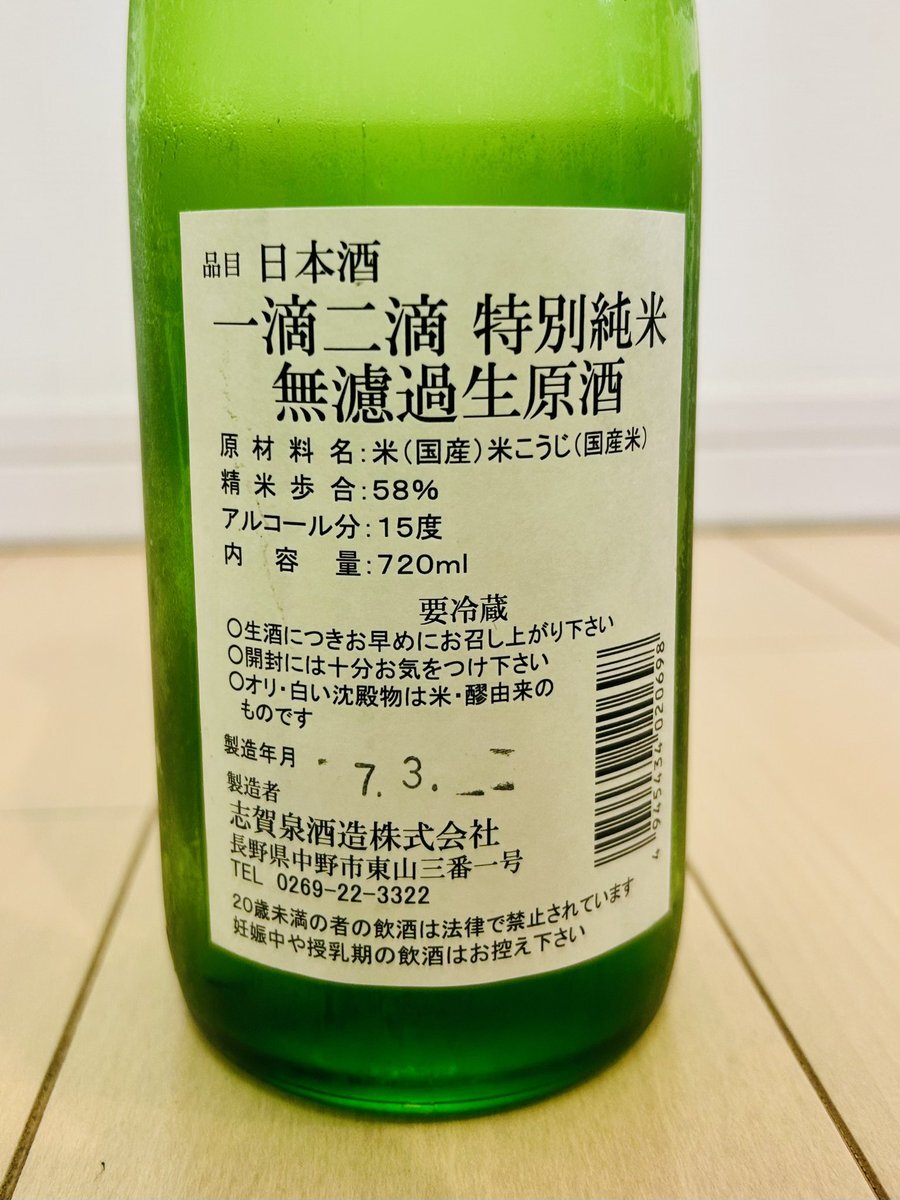 品目 日本酒
一滴二滴 特別純米
無濾過生原酒
原材料名：米（国産）米こうじ（国産米）
精米歩合：58%
アルコール分：15度
内容量：720ml
要冷蔵
〇生酒につきお早めにお召し上がり下さい
〇開封には十分お気をつけ下さい
〇オリ・白い沈殿物は米・醪由来の
ものです
製造年月 7.3.
製造者
志賀泉酒造株式会社
長野県中野市東山三番一号
TEL 0269-22-3322
20歳未満の者の飲酒は法律で禁止されています
妊娠中や授乳期の飲酒はお控え下さい
4 945434 020698